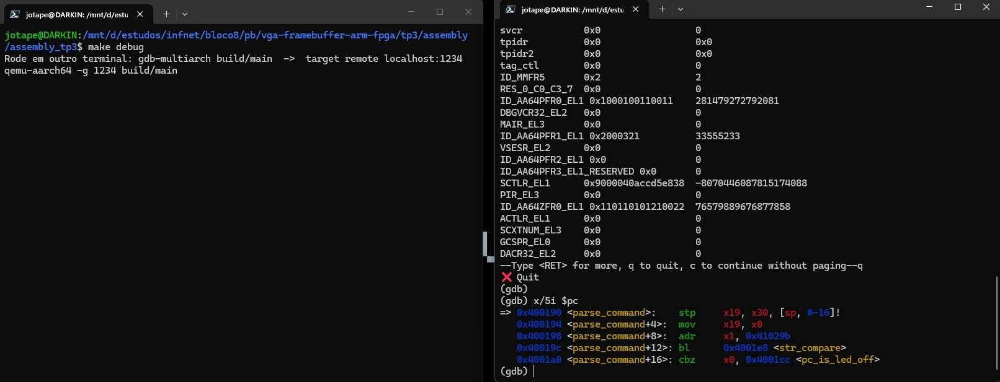 jotape@DARKIN: /mnt/d/estu
jotape@DARKIN:/mnt/d/estudos/infnet/bloco8/pb/vga-framebuffer-arm-fpga/tp3/assembly
/assembly_tp3$ make debug
Rode em outro terminal: gdb-multiarch build/main  ->  target remote localhost:1234
qemu-aarch64 -g 1234 build/main
jotape@DARKIN: /mnt/d/estu
svcr 0x0 0
tpidr 0x0 0x0
tpidr2 0x0 0x0
tag_ctl 0x0 0
ID_MMFR5 0x2 2
RES_0_C0_C3_7 0x0 0
ID_AA64PFR0_EL1 0x1000100110011 281479272792081
DBGVCR32_EL2 0x0 0
MAIR_EL3 0x0 0
ID_AA64PFR1_EL1 0x2000321 33555233
VSESR_EL2 0x0 0
ID_AA64PFR2_EL1 0x0 0
ID_AA64PFR3_EL1_RESERVED 0x0 0
SCTLR_EL1 0x9000040accd5e838 -8070446087815174088
PIR_EL3 0x0 0
ID_AA64ZFR0_EL1 0x110110101210022 76579889676877858
ACTLR_EL1 0x0 0
SCXTNUM_EL3 0x0 0
GCSPR_EL0 0x0 0
DACR32_EL2 0x0 0
--Type <RET> for more, q to quit, c to continue without paging--q
❌ Quit
(gdb)
(gdb) x/5i $pc
=> 0x400190 <parse_command>: stp x19, x30, [sp, #-16]!
0x400194 <parse_command+4>: mov x19, x0
0x400198 <parse_command+8>: adr x1, 0x41029b
0x40019c <parse_command+12>: bl 0x4001e8 <str_compare>
0x4001a0 <parse_command+16>: cbz x0, 0x4001cc <pc_is_led_off>
(gdb)